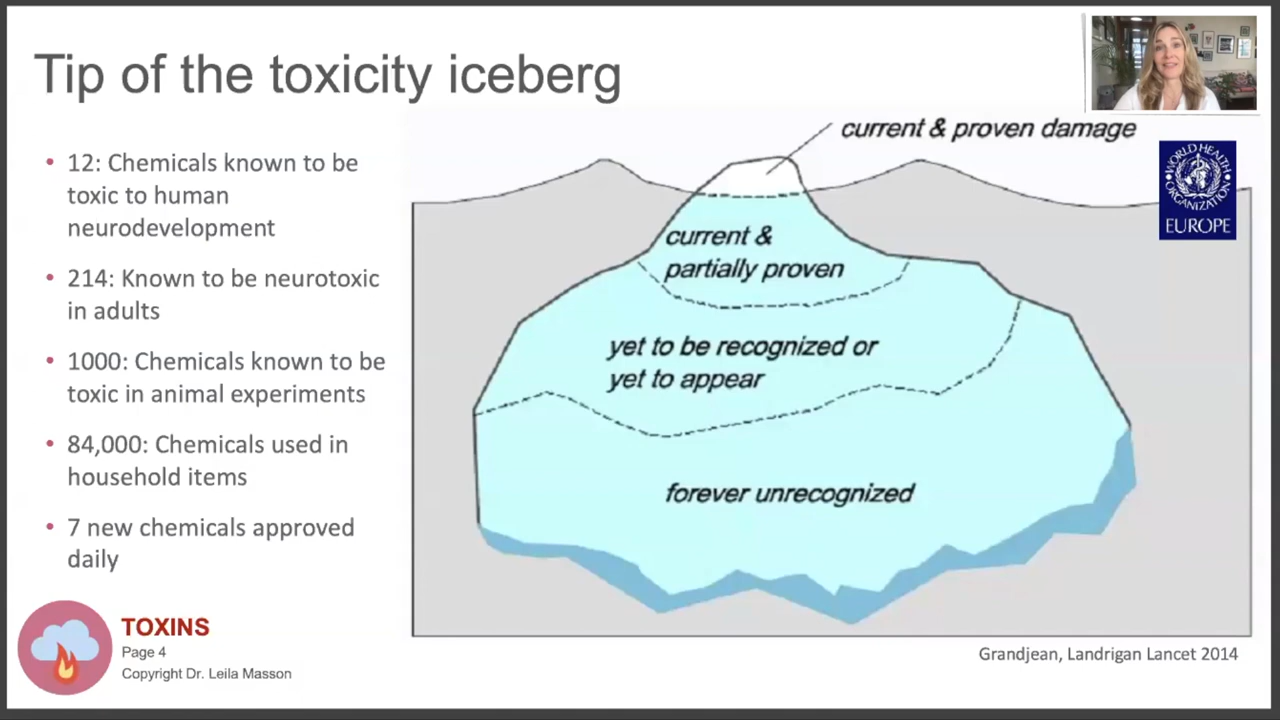 Tip of the toxicity iceberg
• 12: Chemicals known to be
toxic to human
neurodevelopment
• 214: Known to be neurotoxic
in adults
• 1000: Chemicals known to be
toxic in animal experiments
• 84,000: Chemicals used in
household items
• 7 new chemicals approved
daily
current & proven damage
current &
partially proven
yet to be recognized or
yet to appear
forever unrecognized
WORLD HEALTH ORGANIZATION
EUROPE
TOXINS
Page 4
Copyright Dr. Leila Masson
Grandjean, Landrigan Lancet 2014